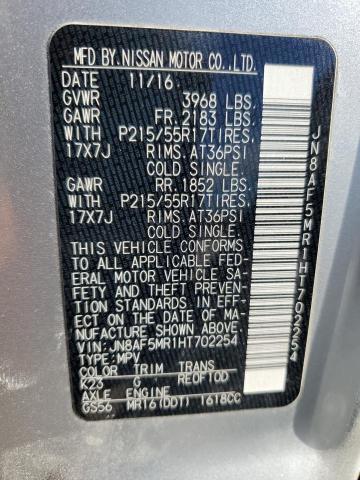 MFD BY NISSAN MOTOR CO.,LTD.
DATE 11/16
GVWR 3968 LBS.
GAWR FR. 2183 LBS.
WITH P215/55R17TIRES.
17X7J RIMS. AT36PSI
COLD SINGLE.
GAWR RR. 1852 LBS.
WITH P215/55R17TIRES.
17X7J RIMS. AT36PSI
COLD SINGLE.
THIS VEHICLE CONFORMS
TO ALL APPLICABLE FED-
ERAL MOTOR VEHICLE SA-
FETY AND THEFT PREVEN-
TION STANDARDS IN EFF-
ECT ON THE DATE OF MA-
NUFACTURE SHOWN ABOVE.
VIN: JN8AF5MR1HT702254
TYPE:MPV
COLOR TRIM TRANS
K23 G RE0F10D
AXLE ENGINE
GS56 MR16(DDT) 1618CC
JN8AF5MR1HT702254